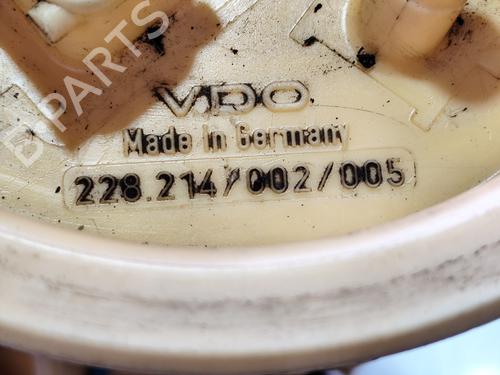 B-PARTS
VDO
Made in Germany
228.214/002/005